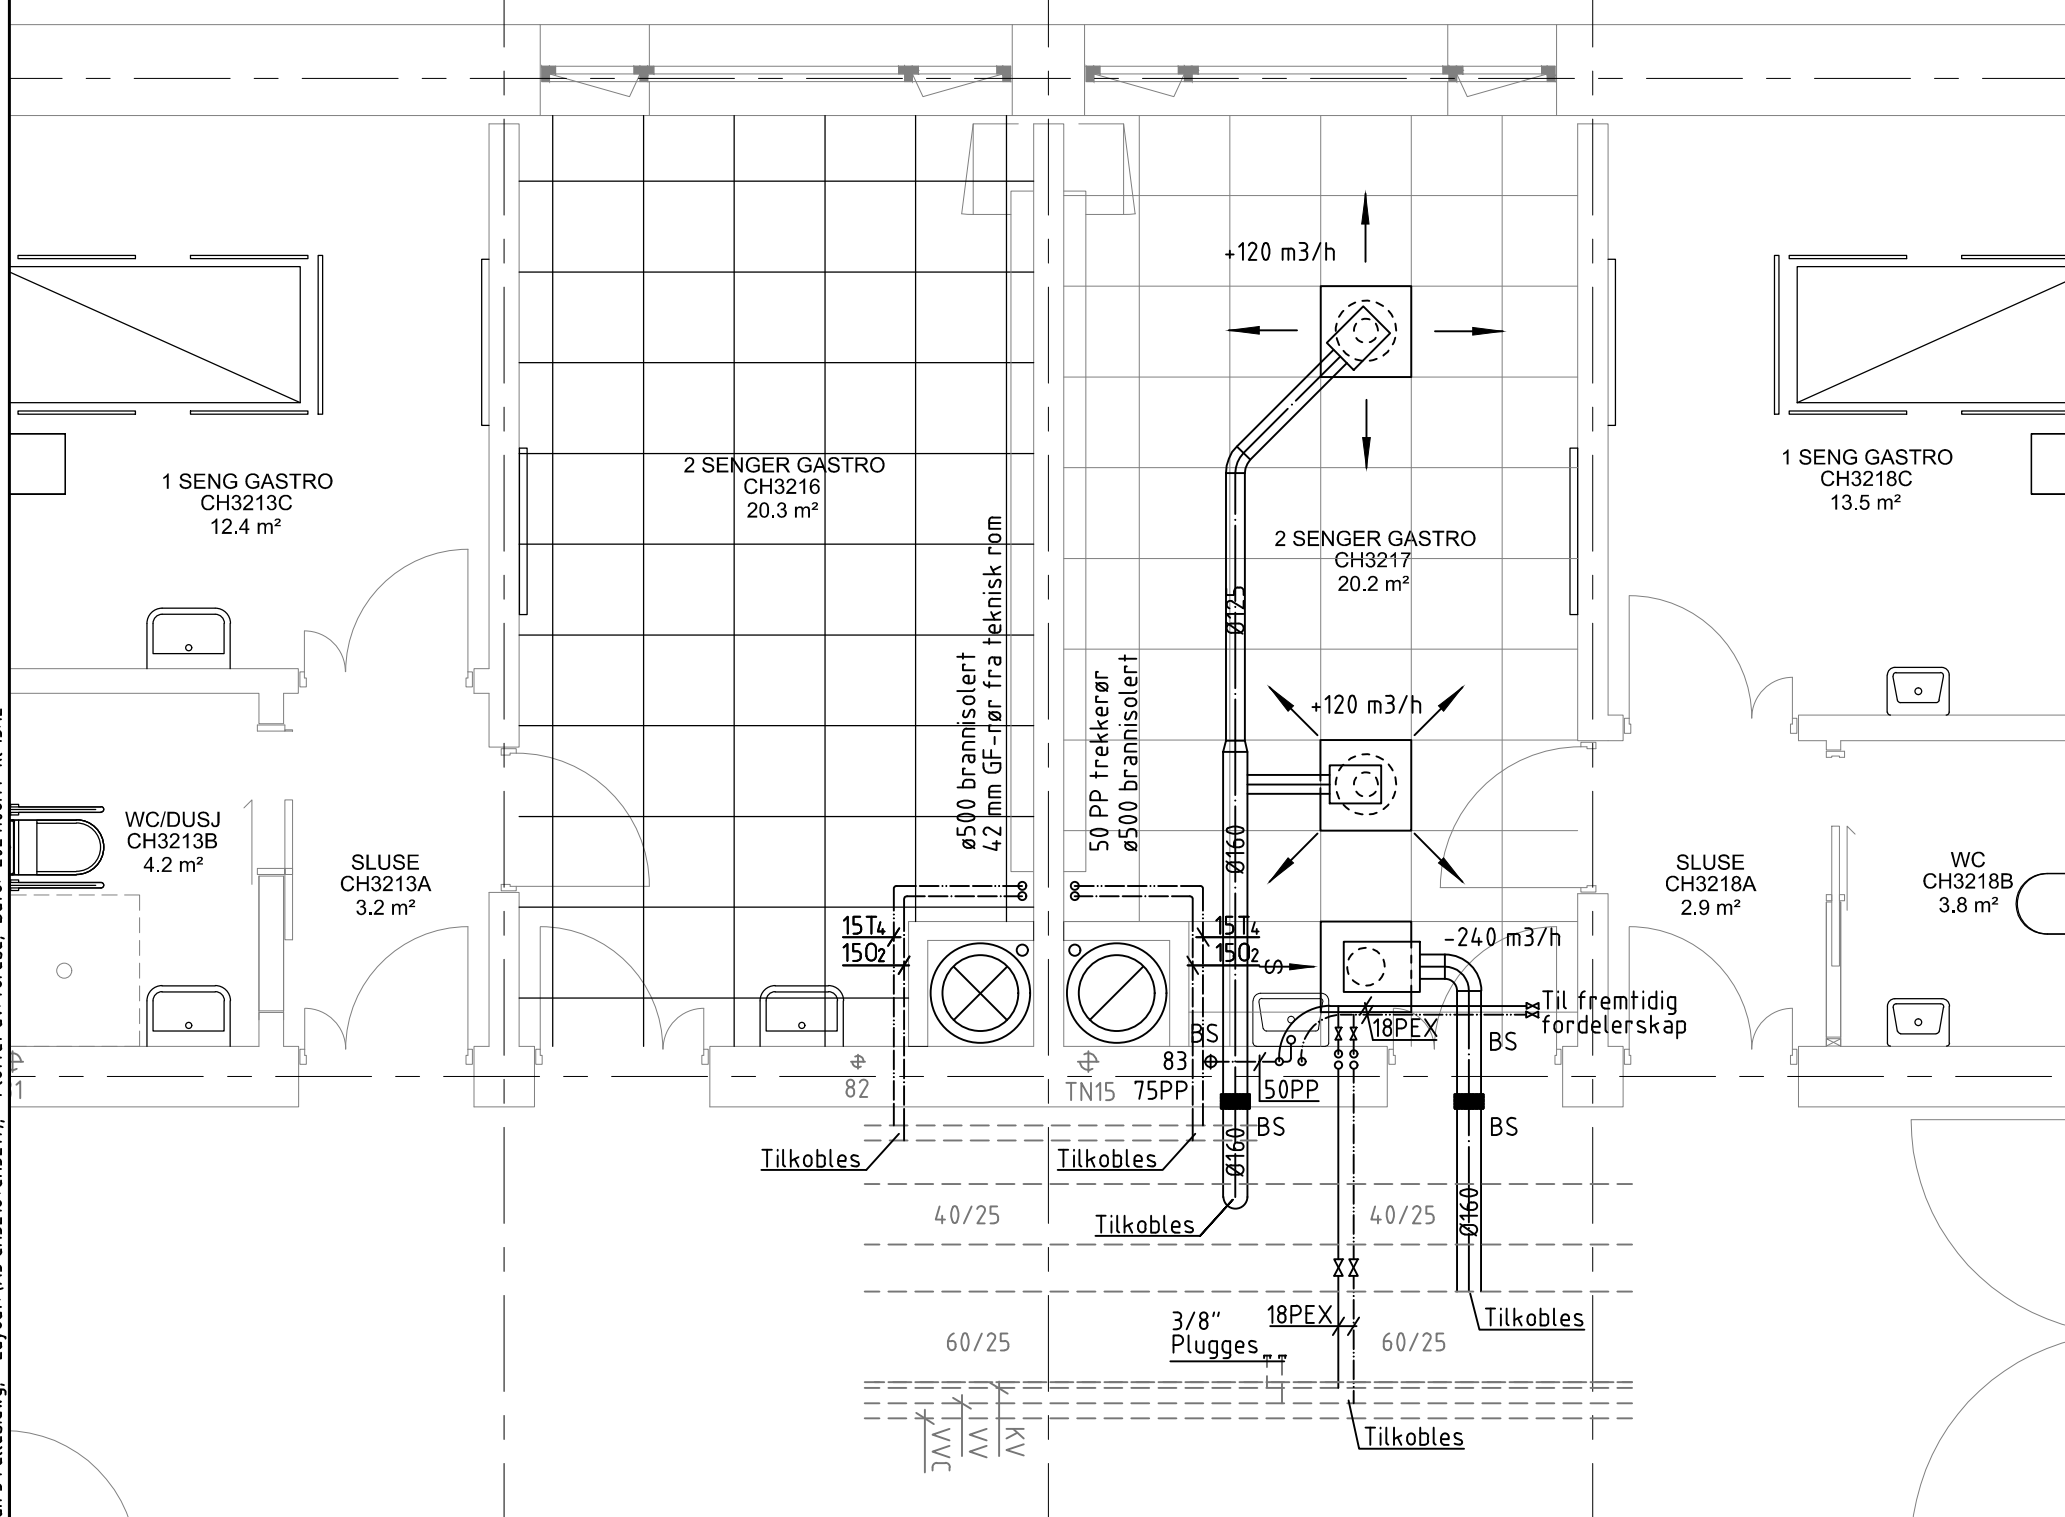 +120 m3/h
1 SENG GASTRO
CH3213C
12.4 m²
2 SENGER GASTRO
CH3216
20.3 m²
2 SENGER GASTRO
CH3217
20.2 m²
1 SENG GASTRO
CH3218C
13.5 m²
ø500 brannisolert
42 mm GF-rør fra teknisk rom
50 PP trekkerør
ø500 brannisolert
Ø125
+120 m3/h
Ø160
WC/DUSJ
CH3213B
4.2 m²
SLUSE
CH3213A
3.2 m²
SLUSE
CH3218A
2.9 m²
WC
CH3218B
3.8 m²
15T4
15O2
15T4
15O2
S
-240 m3/h
Til fremtidig
fordelerskap
18PEX
BS
BS
83
75PP
50PP
82
TN15
BS
BS
Ø160
Ø160
Tilkobles
Tilkobles
Tilkobles
40/25
40/25
3/8"
Plugges
18PEX
Tilkobles
60/25
60/25
Tilkobles
VVC
VV
KV